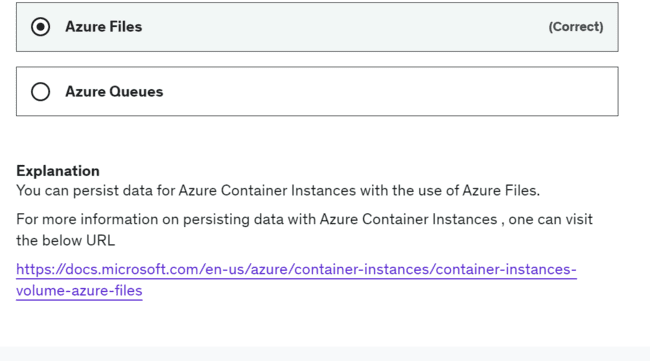 Azure Files (Correct)
Azure Queues
Explanation
You can persist data for Azure Container Instances with the use of Azure Files.
For more information on persisting data with Azure Container Instances , one can visit
the below URL
https://docs.microsoft.com/en-us/azure/container-instances/container-instances-
volume-azure-files